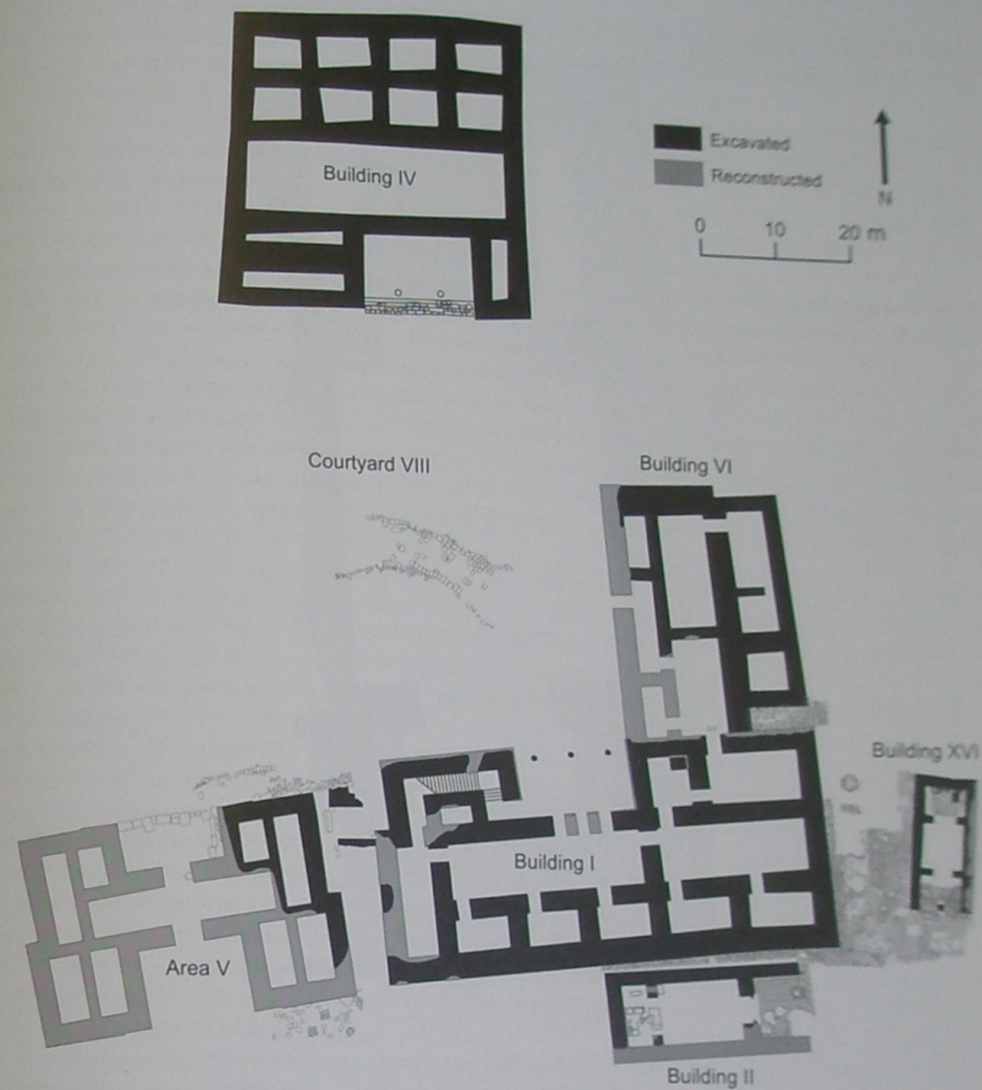 Building IV
Excavated
Reconstructed
N
0 10 20 m
Courtyard VIII
Building VI
Building XVI
Building I
Area V
Building II